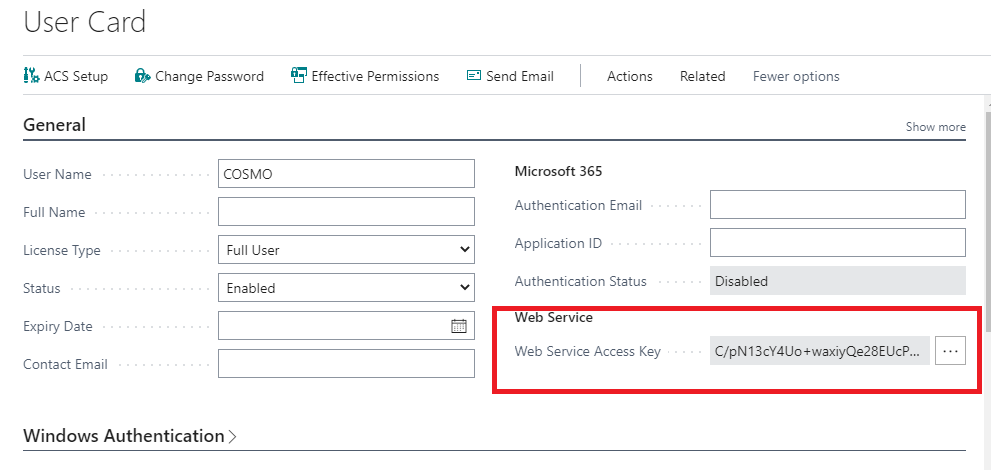 User Card
ACS Setup Change Password Effective Permissions Send Email Actions Related Fewer options
General Show more
User Name COSMO
Full Name
License Type Full User
Status Enabled
Expiry Date
Contact Email
Microsoft 365
Authentication Email
Application ID
Authentication Status Disabled
Web Service
Web Service Access Key C/pN13cY4Uo+waxiyQe28EUcP...
Windows Authentication